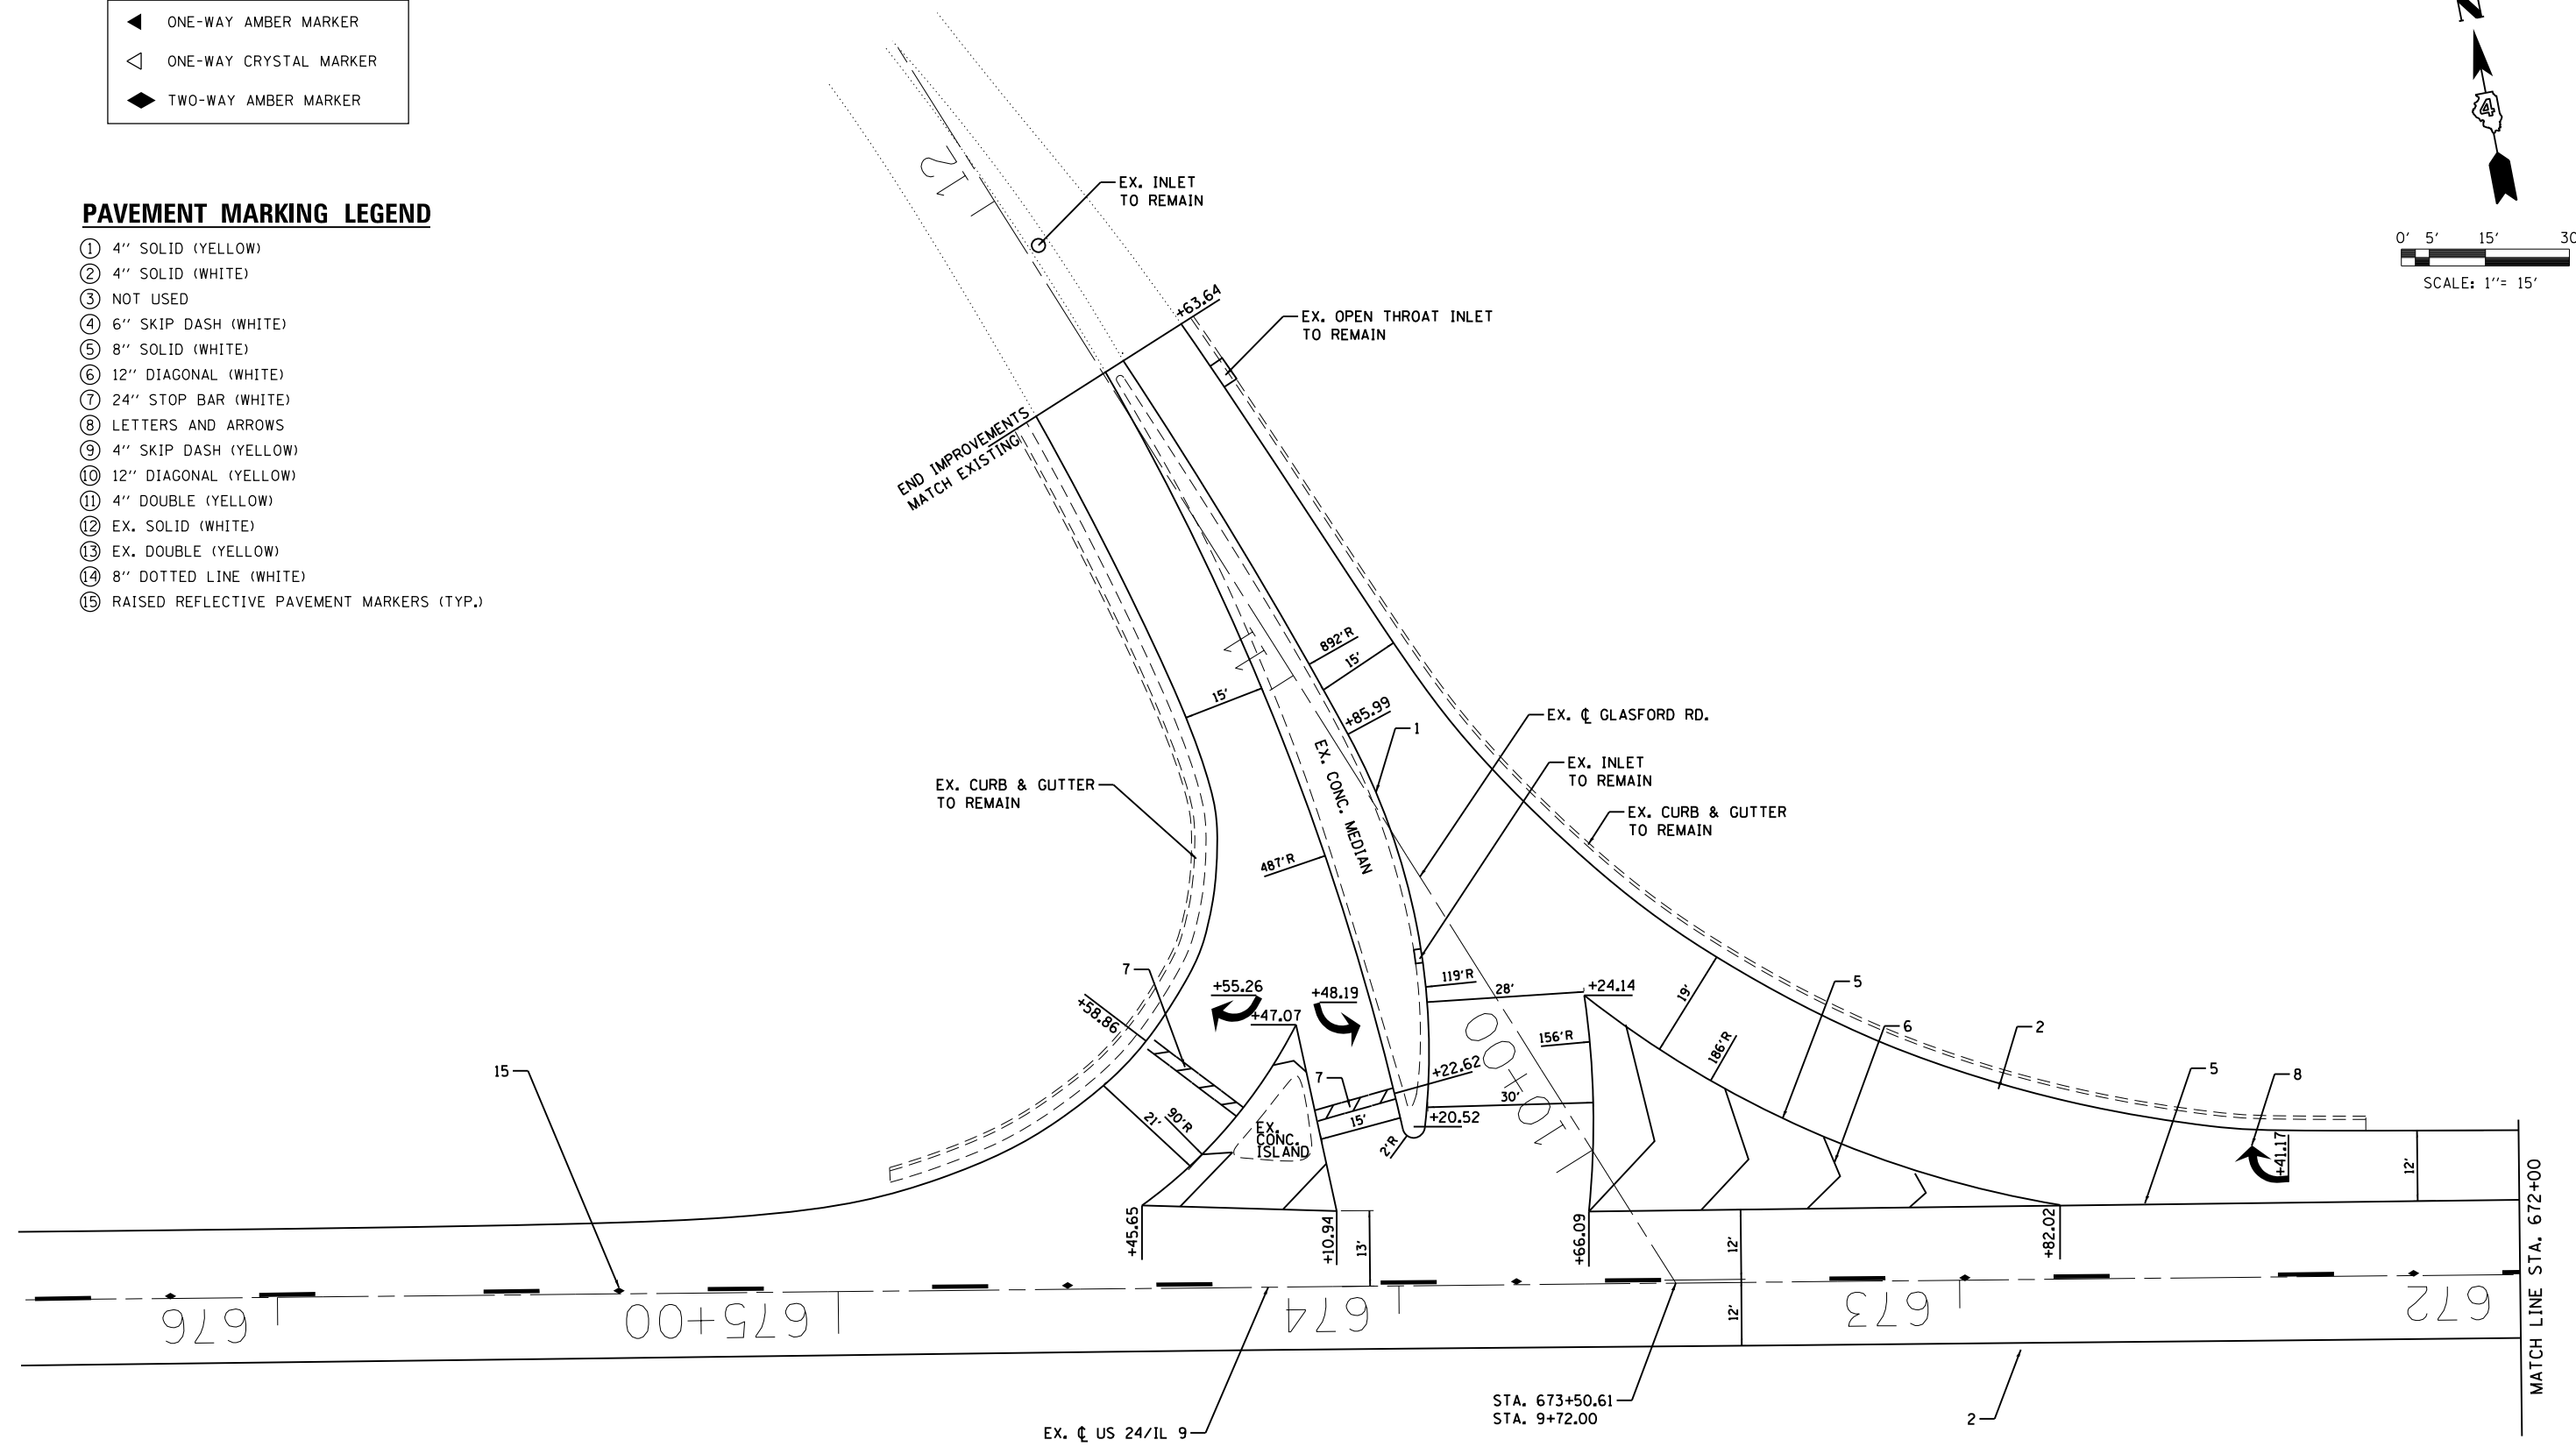 ONE-WAY AMBER MARKER
ONE-WAY CRYSTAL MARKER
TWO-WAY AMBER MARKER
PAVEMENT MARKING LEGEND
1 4'' SOLID (YELLOW)
2 4'' SOLID (WHITE)
3 NOT USED
4 6'' SKIP DASH (WHITE)
5 8'' SOLID (WHITE)
6 12'' DIAGONAL (WHITE)
7 24'' STOP BAR (WHITE)
8 LETTERS AND ARROWS
9 4'' SKIP DASH (YELLOW)
10 12'' DIAGONAL (YELLOW)
11 4'' DOUBLE (YELLOW)
12 EX. SOLID (WHITE)
13 EX. DOUBLE (YELLOW)
14 8'' DOTTED LINE (WHITE)
15 RAISED REFLECTIVE PAVEMENT MARKERS (TYP.)
N
4
0' 5' 15' 30
SCALE: 1''= 15'
12
EX. INLET
TO REMAIN
+63.64
EX. OPEN THROAT INLET
TO REMAIN
END IMPROVEMENTS
MATCH EXISTING
11
892'R
15'
15'
+85.99
1
EX. ℄ GLASFORD RD.
EX. INLET
TO REMAIN
EX. CURB & GUTTER
TO REMAIN
EX. CURB & GUTTER
TO REMAIN
EX. CONC. MEDIAN
487'R
7
+58.86
+55.26
+48.19
+47.07
119'R
28'
+24.14
19'
5
156'R
186'R
6
2
5
8
10+00
15
7
+22.62
30'
+20.52
15'
2'R
21'
90'R
EX.
CONC.
ISLAND
+41.17
12'
+45.65
+10.94
13'
+66.09
12'
+82.02
12'
676
675+00
674
673
672
MATCH LINE STA. 672+00
EX. ℄ US 24/IL 9
STA. 673+50.61
STA. 9+72.00
2